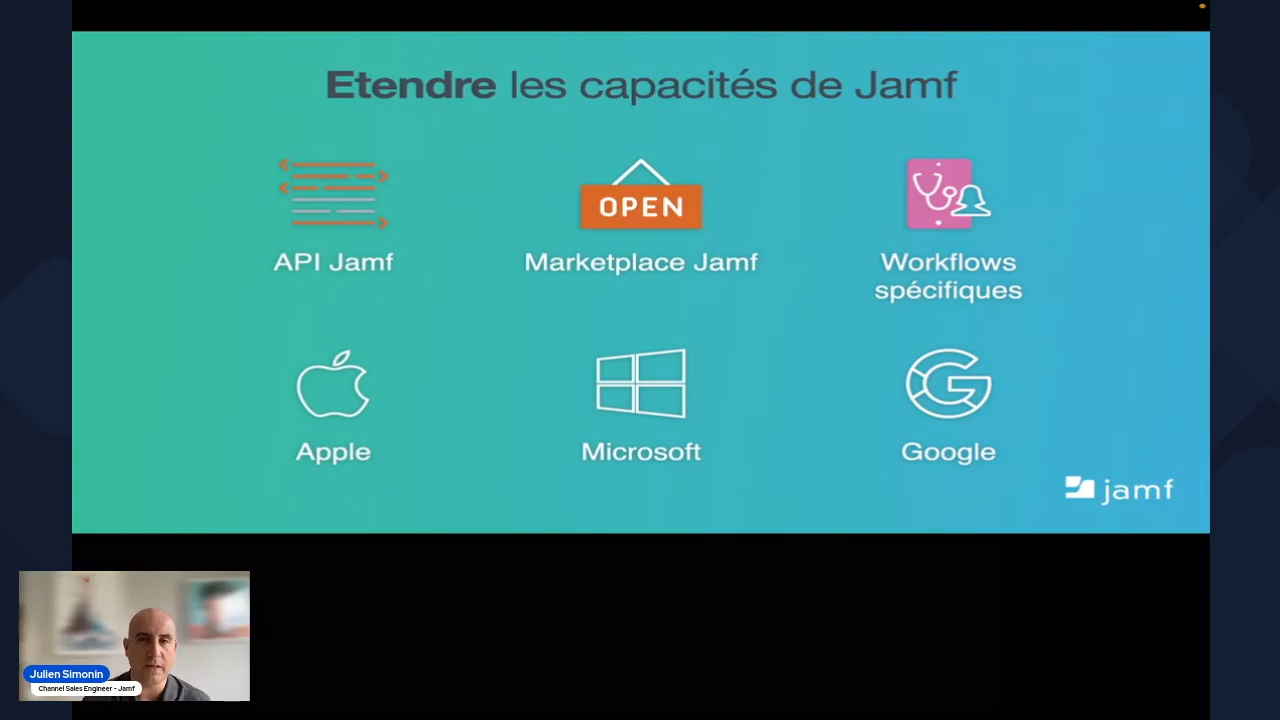 Etendre les capacités de Jamf
OPEN
API Jamf
Marketplace Jamf
Workflows
spécifiques
Apple
Microsoft
Google
jamf
Julien Simonin
Channel Sales Engineer - Jamf